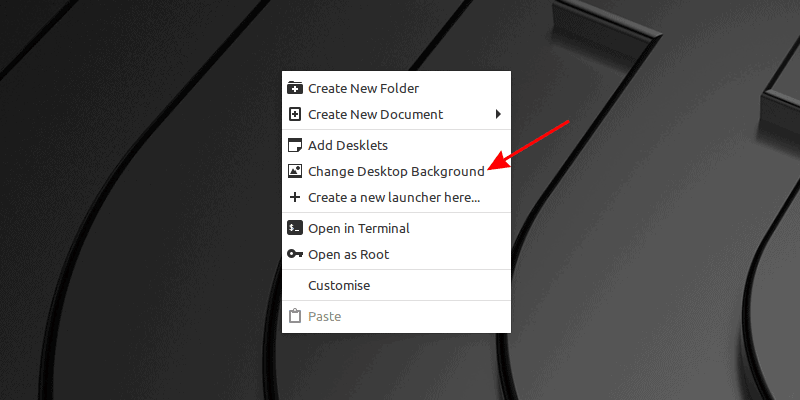 Create New Folder
Create New Document
Add Desklets
Change Desktop Background
Create a new launcher here...
Open in Terminal
Open as Root
Customise
Paste